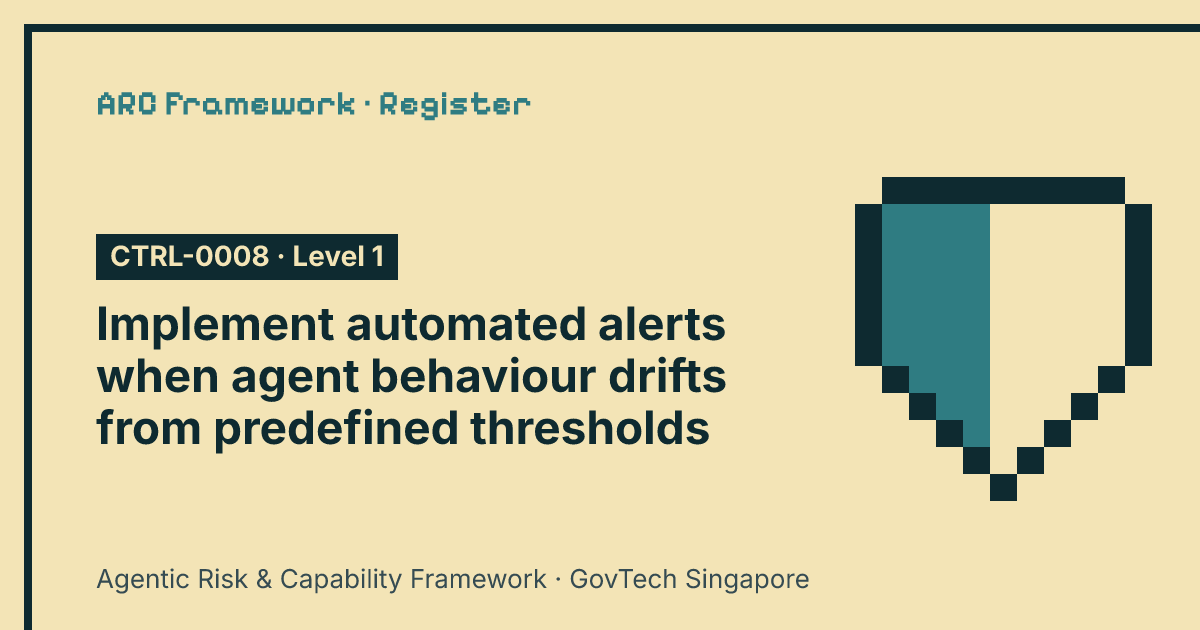 ARC Framework · Register
CTRL-0008 · Level 1
Implement automated alerts
when agent behaviour drifts
from predefined thresholds
Agentic Risk & Capability Framework · GovTech Singapore